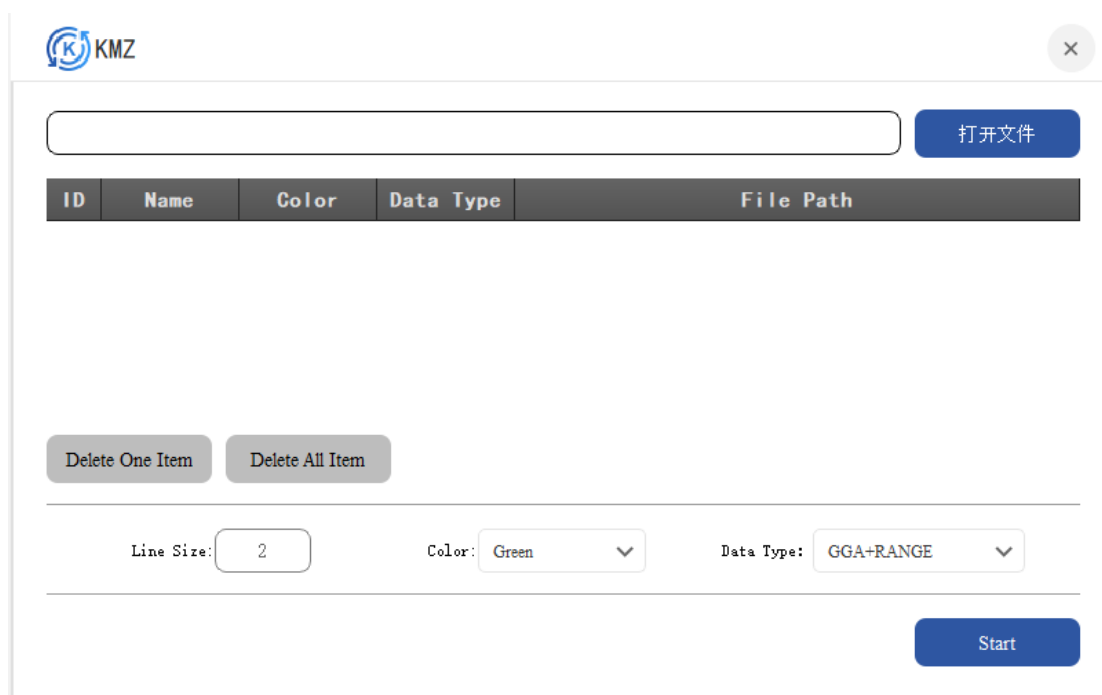 K KMZ
打开文件
ID Name Color Data Type File Path
Delete One Item Delete All Item
Line Size: 2 Color: Green Data Type: GGA+RANGE
Start